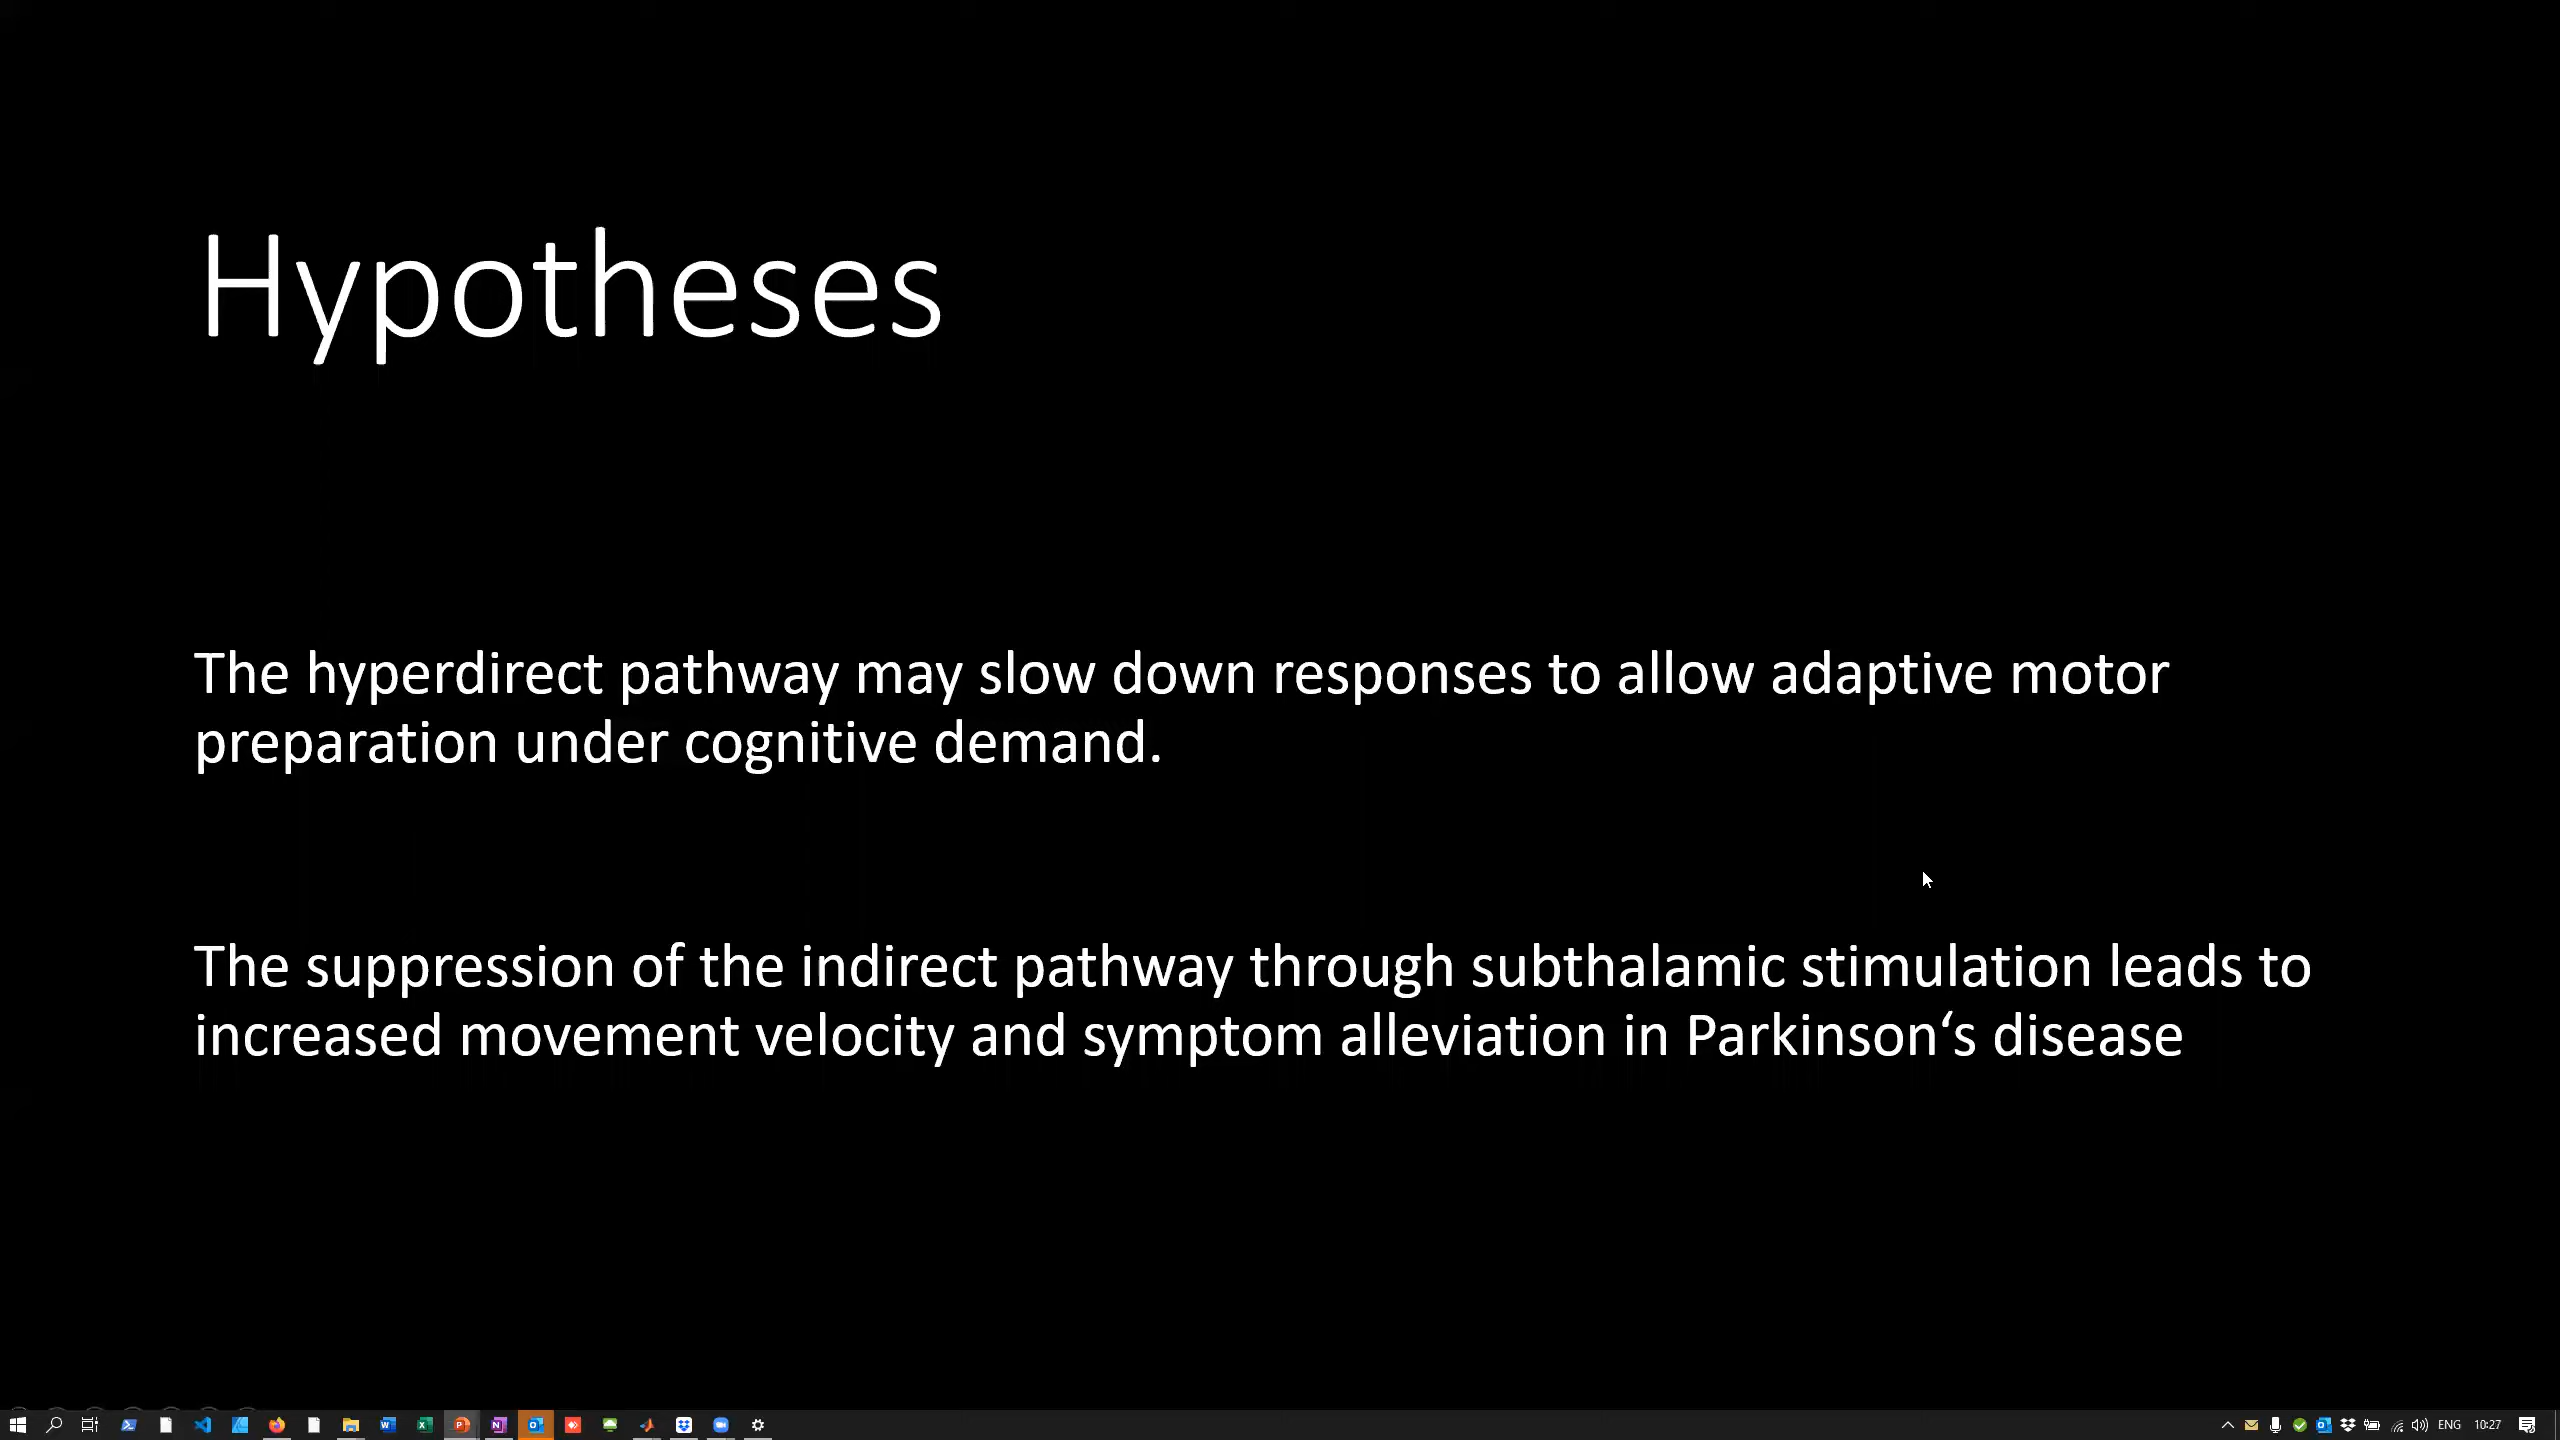 Hypotheses
The hyperdirect pathway may slow down responses to allow adaptive motor
preparation under cognitive demand.
The suppression of the indirect pathway through subthalamic stimulation leads to
increased movement velocity and symptom alleviation in Parkinson‘s disease
ENG 10:27